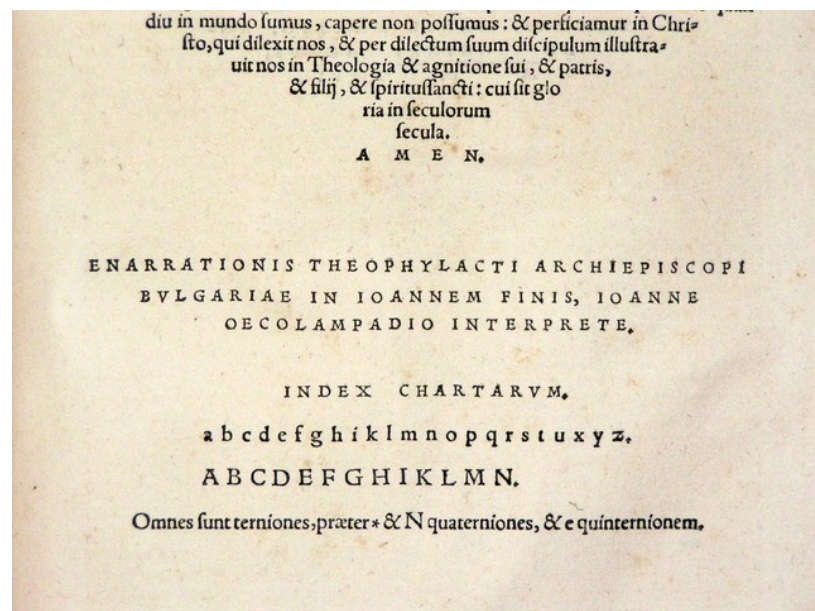 diu in mundo ſumus, capere non poſſumus: & perficiamur in Chri⸗
ſto, qui dilexit nos, & per dilectum ſuum diſcipulum illuſtra⸗
uit nos in Theologia & agnitione ſui, & patris,
& filij, & ſpirituſſancti: cui ſit glo
ria in ſeculorum
ſecula.
A M E N.
ENARRATIONIS THEOPHYLACTI ARCHIEPISCOPI
BVLGARIAE IN IOANNEM FINIS, IOANNE
OECOLAMPADIO INTERPRETE.
INDEX CHARTARVM.
a b c d e f g h i k l m n o p q r s t u x y z.
A B C D E F G H I K L M N.
Omnes ſunt terniones, præter * & N quaterniones, & e quinternionem.